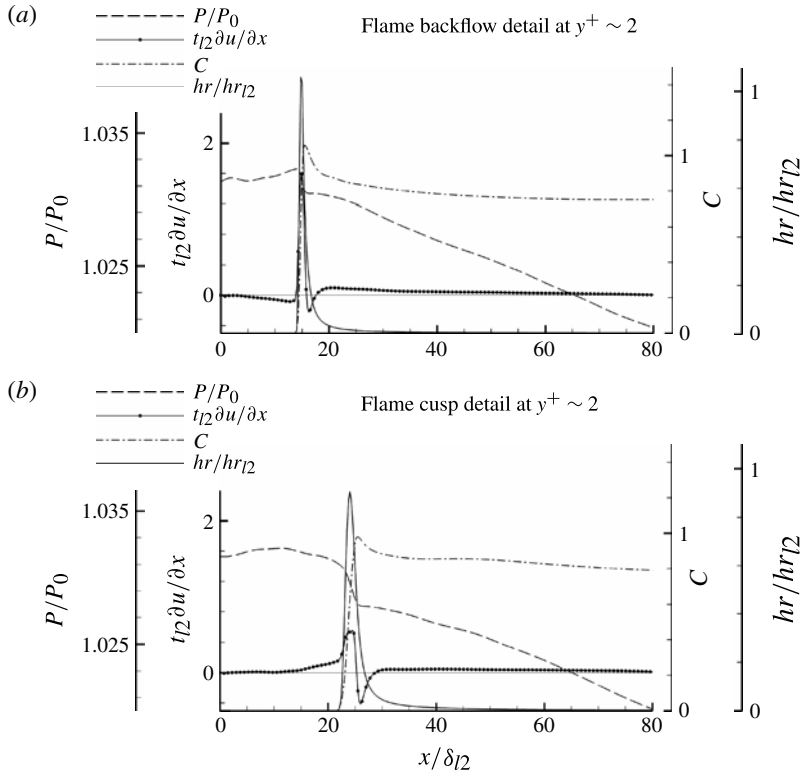 (a)
P/P0
tl2∂u/∂x
C
hr/hrl2
Flame backflow detail at y+ ∼ 2
1.035
1.025
P/P0
2
0
tl2∂u/∂x
1
0
C
1
0
hr/hrl2
0 20 40 60 80
(b)
P/P0
tl2∂u/∂x
C
hr/hrl2
Flame cusp detail at y+ ∼ 2
1.035
1.025
P/P0
2
0
tl2∂u/∂x
1
0
C
1
0
hr/hrl2
0 20 40 60 80
x/δl2